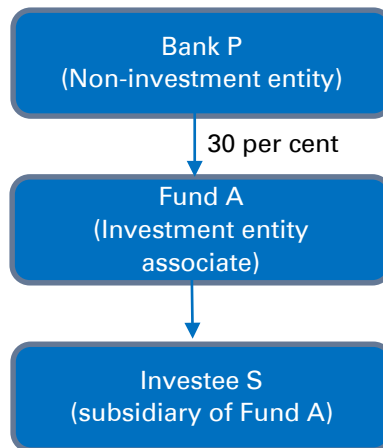 Bank P
(Non-investment entity)
30 per cent
Fund A
(Investment entity
associate)
Investee S
(subsidiary of Fund A)